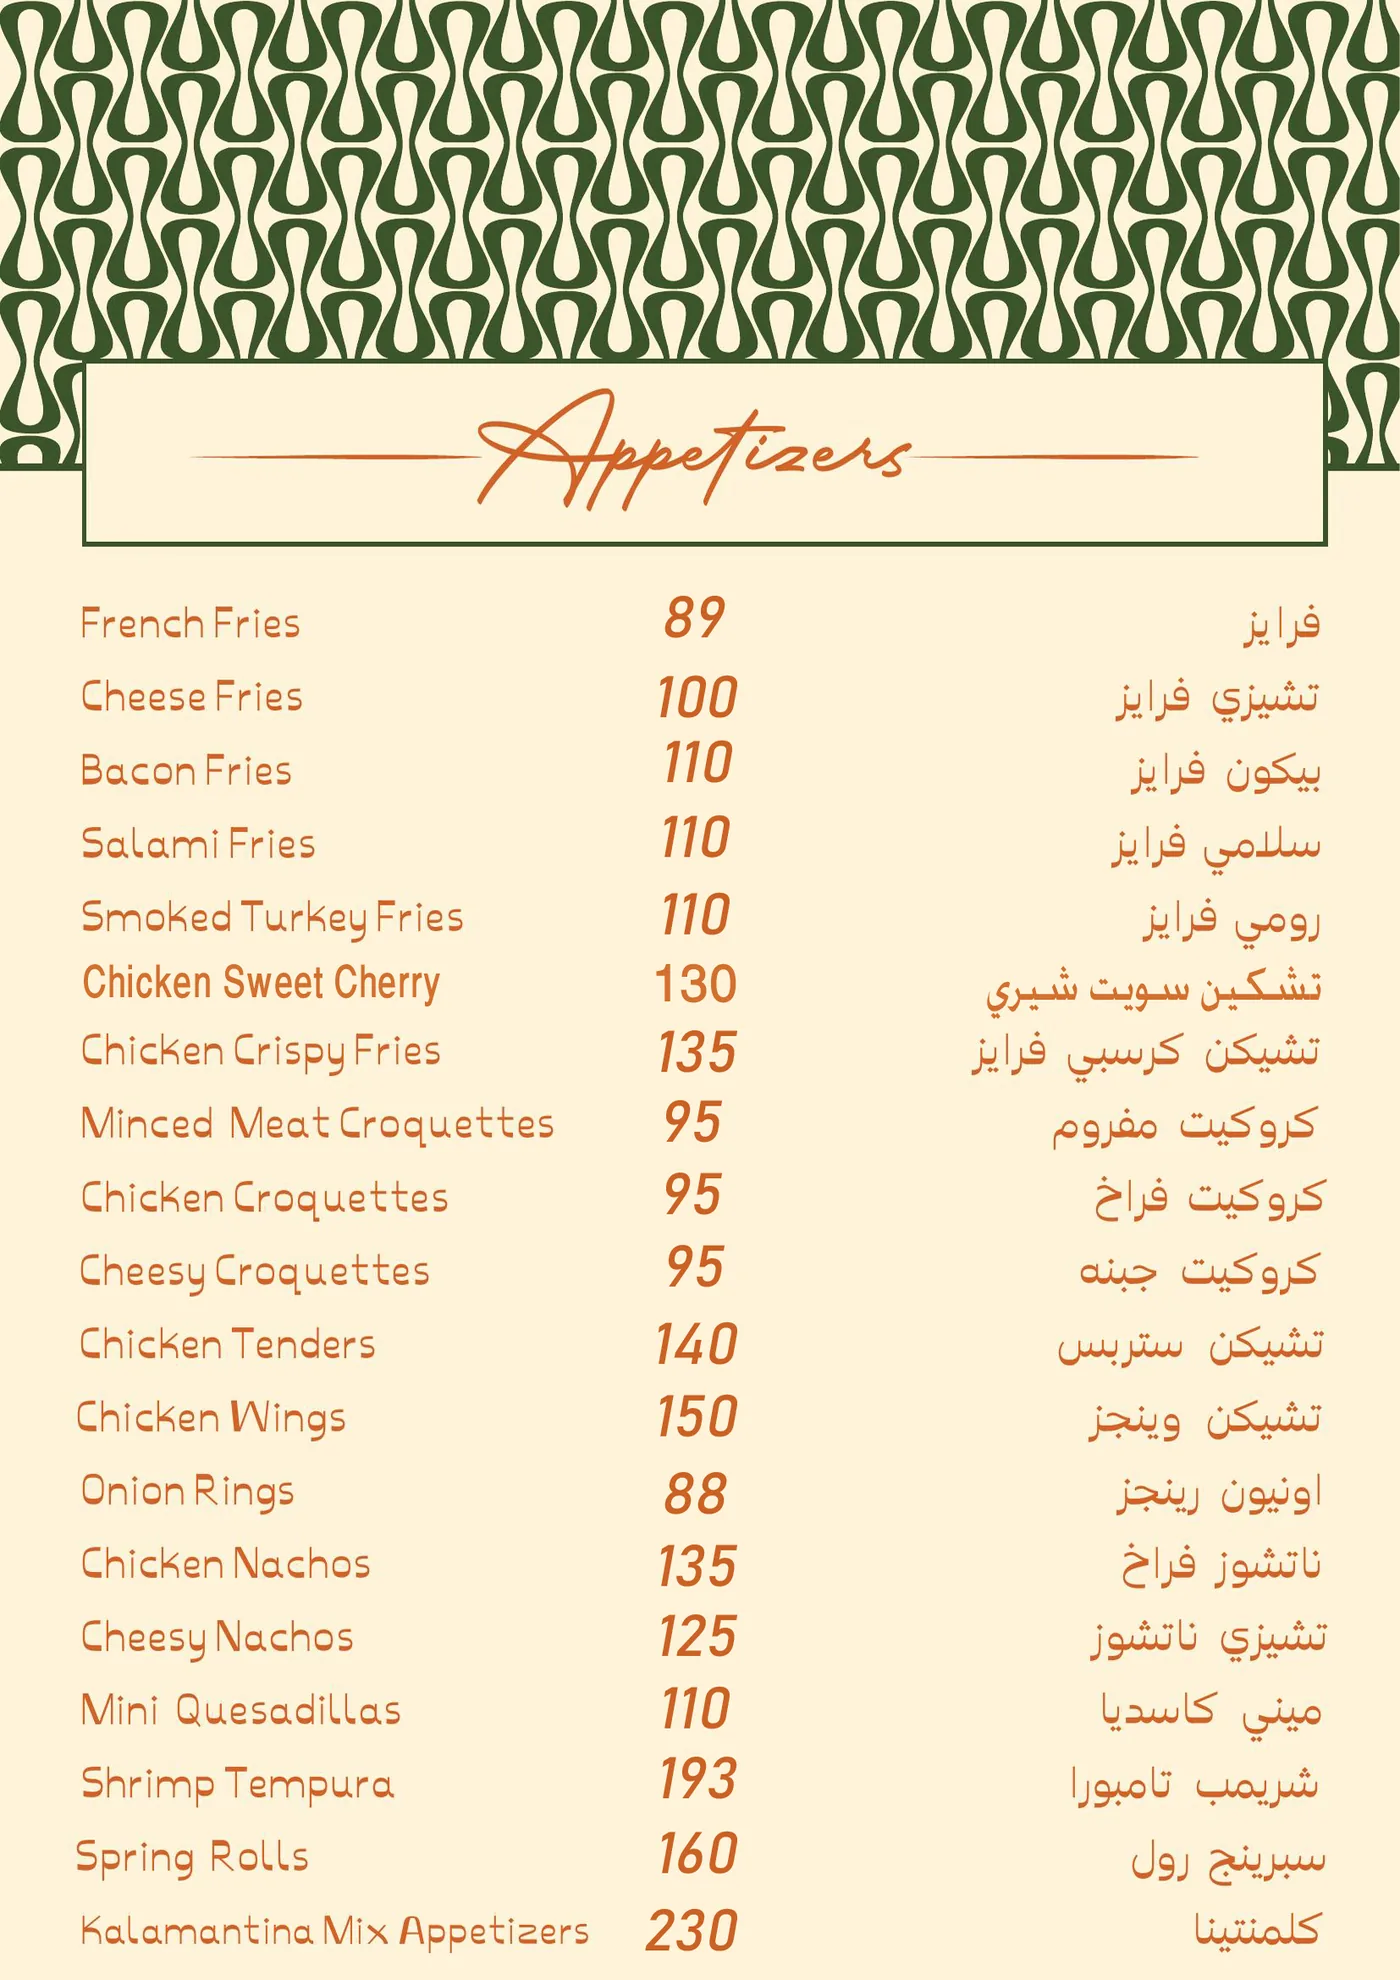 Appetizers
French Fries 89 فرايز
Cheese Fries 100 تشيزي فرايز
Bacon Fries 110 بيكون فرايز
Salami Fries 110 سلامي فرايز
Smoked Turkey Fries 110 رومي فرايز
Chicken Sweet Cherry 130 تشكين سويت شيري
Chicken Crispy Fries 135 تشيكن كرسبي فرايز
Minced Meat Croquettes 95 كروكيت مفروم
Chicken Croquettes 95 كروكيت فراخ
Cheesy Croquettes 95 كروكيت جبنه
Chicken Tenders 140 تشيكن ستربس
Chicken Wings 150 تشيكن وينجز
Onion Rings 88 اونيون رينجز
Chicken Nachos 135 ناتشوز فراخ
Cheesy Nachos 125 تشيزي ناتشوز
Mini Quesadillas 110 ميني كاسديا
Shrimp Tempura 193 شريمب تامبورا
Spring Rolls 160 سبرينج رول
Kalamantina Mix Appetizers 230 كلمنتينا